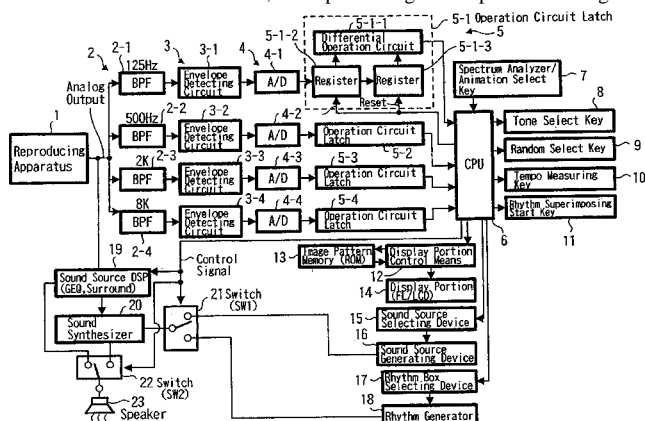 5-1 Operation Circuit Latch
5
5-1-1
Differential
Operation Circuit
5-1-2
5-1-3
Register
Register
Reset
2
2-1
125Hz
BPF
3
3-1
Envelope
Detecting
Circuit
4
4-1
A/D
Analog
Output
500Hz
2-2
BPF
3-2
Envelope
Detecting
Circuit
4-2
A/D
Operation Circuit
Latch
5-2
1
Reproducing
Apparatus
2K
2-3
BPF
3-3
Envelope
Detecting
Circuit
4-3
A/D
5-3
Operation Circuit
Latch
8K
BPF
2-4
3-4
Envelope
Detecting
Circuit
4-4
A/D
5-4
Operation Circuit
Latch
Spectrum Analyzer/
Animation Select
Key
7
CPU
6
8
Tone Select Key
Random Select Key
9
Tempo Measuring
Key
10
Rhythm Superimposing
Start Key
11
13
Image Pattern
Memory (ROM)
Display Portion
Control Means
12
14
Display Portion
(FL/LCD)
15
Sound Source
Selecting Device
16
Sound Source
Generating Device
17
Rhythm Box
Selecting Device
18
Rhythm Generator
19
Sound Source DSP
(GEQ,Surround)
Control
Signal
20
Sound
Synthesizer
21 Switch
(SW1)
22 Switch
(SW2)
23
Speaker